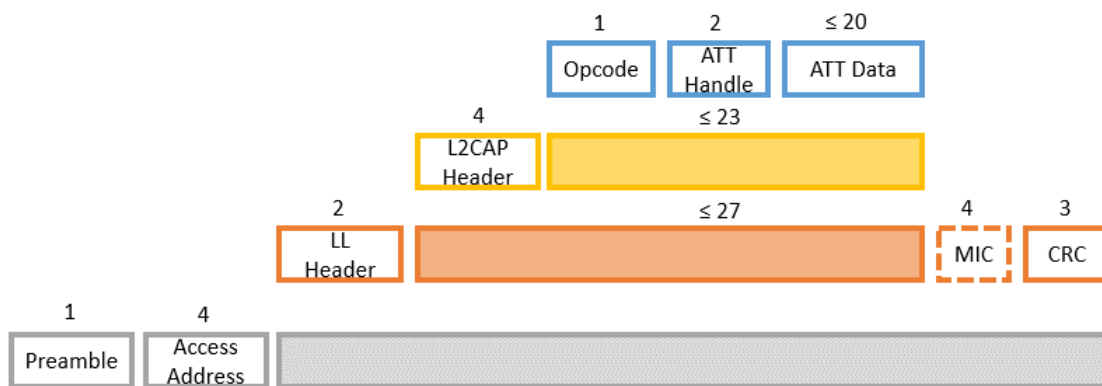 1 2 ≤ 20
Opcode ATT Handle ATT Data
4 ≤ 23
L2CAP Header
2 ≤ 27 4 3
LL Header MIC CRC
1 4
Preamble Access Address